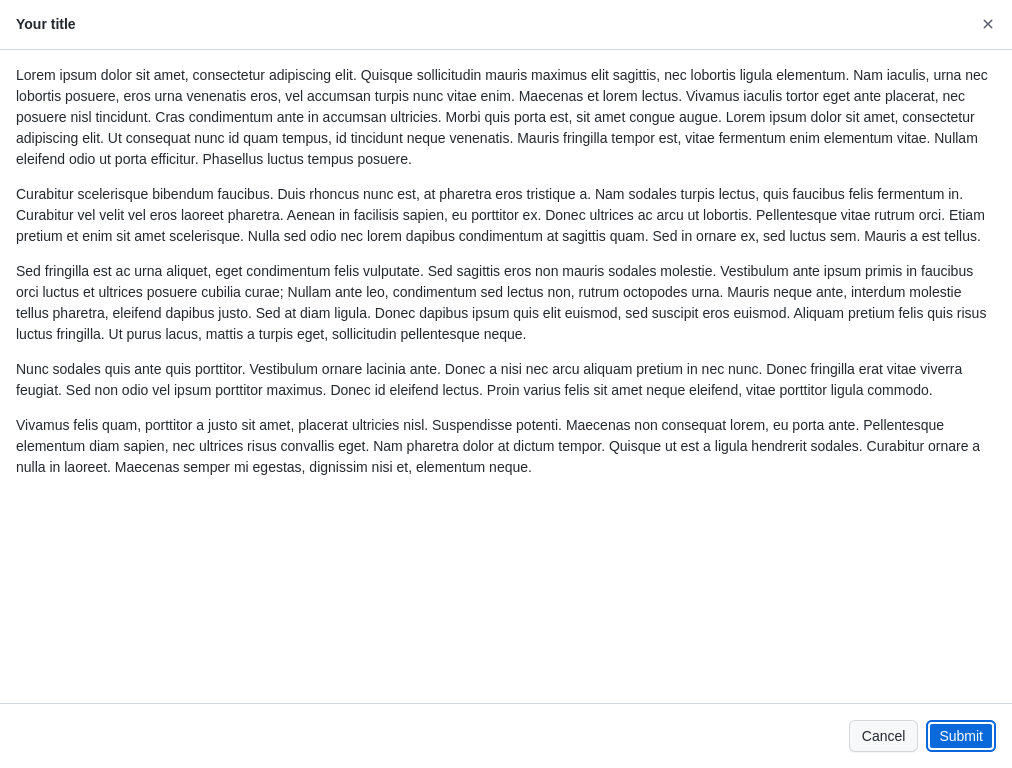 Your title
Lorem ipsum dolor sit amet, consectetur adipiscing elit. Quisque sollicitudin mauris maximus elit sagittis, nec lobortis ligula elementum. Nam iaculis, urna nec
lobortis posuere, eros urna venenatis eros, vel accumsan turpis nunc vitae enim. Maecenas et lorem lectus. Vivamus iaculis tortor eget ante placerat, nec
posuere nisl tincidunt. Cras condimentum ante in accumsan ultricies. Morbi quis porta est, sit amet congue augue. Lorem ipsum dolor sit amet, consectetur
adipiscing elit. Ut consequat nunc id quam tempus, id tincidunt neque venenatis. Mauris fringilla tempor est, vitae fermentum enim elementum vitae. Nullam
eleifend odio ut porta efficitur. Phasellus luctus tempus posuere.
Curabitur scelerisque bibendum faucibus. Duis rhoncus nunc est, at pharetra eros tristique a. Nam sodales turpis lectus, quis faucibus felis fermentum in.
Curabitur vel velit vel eros laoreet pharetra. Aenean in facilisis sapien, eu porttitor ex. Donec ultrices ac arcu ut lobortis. Pellentesque vitae rutrum orci. Etiam
pretium et enim sit amet scelerisque. Nulla sed odio nec lorem dapibus condimentum at sagittis quam. Sed in ornare ex, sed luctus sem. Mauris a est tellus.
Sed fringilla est ac urna aliquet, eget condimentum felis vulputate. Sed sagittis eros non mauris sodales molestie. Vestibulum ante ipsum primis in faucibus
orci luctus et ultrices posuere cubilia curae; Nullam ante leo, condimentum sed lectus non, rutrum octopodes urna. Mauris neque ante, interdum molestie
tellus pharetra, eleifend dapibus justo. Sed at diam ligula. Donec dapibus ipsum quis elit euismod, sed suscipit eros euismod. Aliquam pretium felis quis risus
luctus fringilla. Ut purus lacus, mattis a turpis eget, sollicitudin pellentesque neque.
Nunc sodales quis ante quis porttitor. Vestibulum ornare lacinia ante. Donec a nisi nec arcu aliquam pretium in nec nunc. Donec fringilla erat vitae viverra
feugiat. Sed non odio vel ipsum porttitor maximus. Donec id eleifend lectus. Proin varius felis sit amet neque eleifend, vitae porttitor ligula commodo.
Vivamus felis quam, porttitor a justo sit amet, placerat ultricies nisl. Suspendisse potenti. Maecenas non consequat lorem, eu porta ante. Pellentesque
elementum diam sapien, nec ultrices risus convallis eget. Nam pharetra dolor at dictum tempor. Quisque ut est a ligula hendrerit sodales. Curabitur ornare a
nulla in laoreet. Maecenas semper mi egestas, dignissim nisi et, elementum neque.
Cancel
Submit